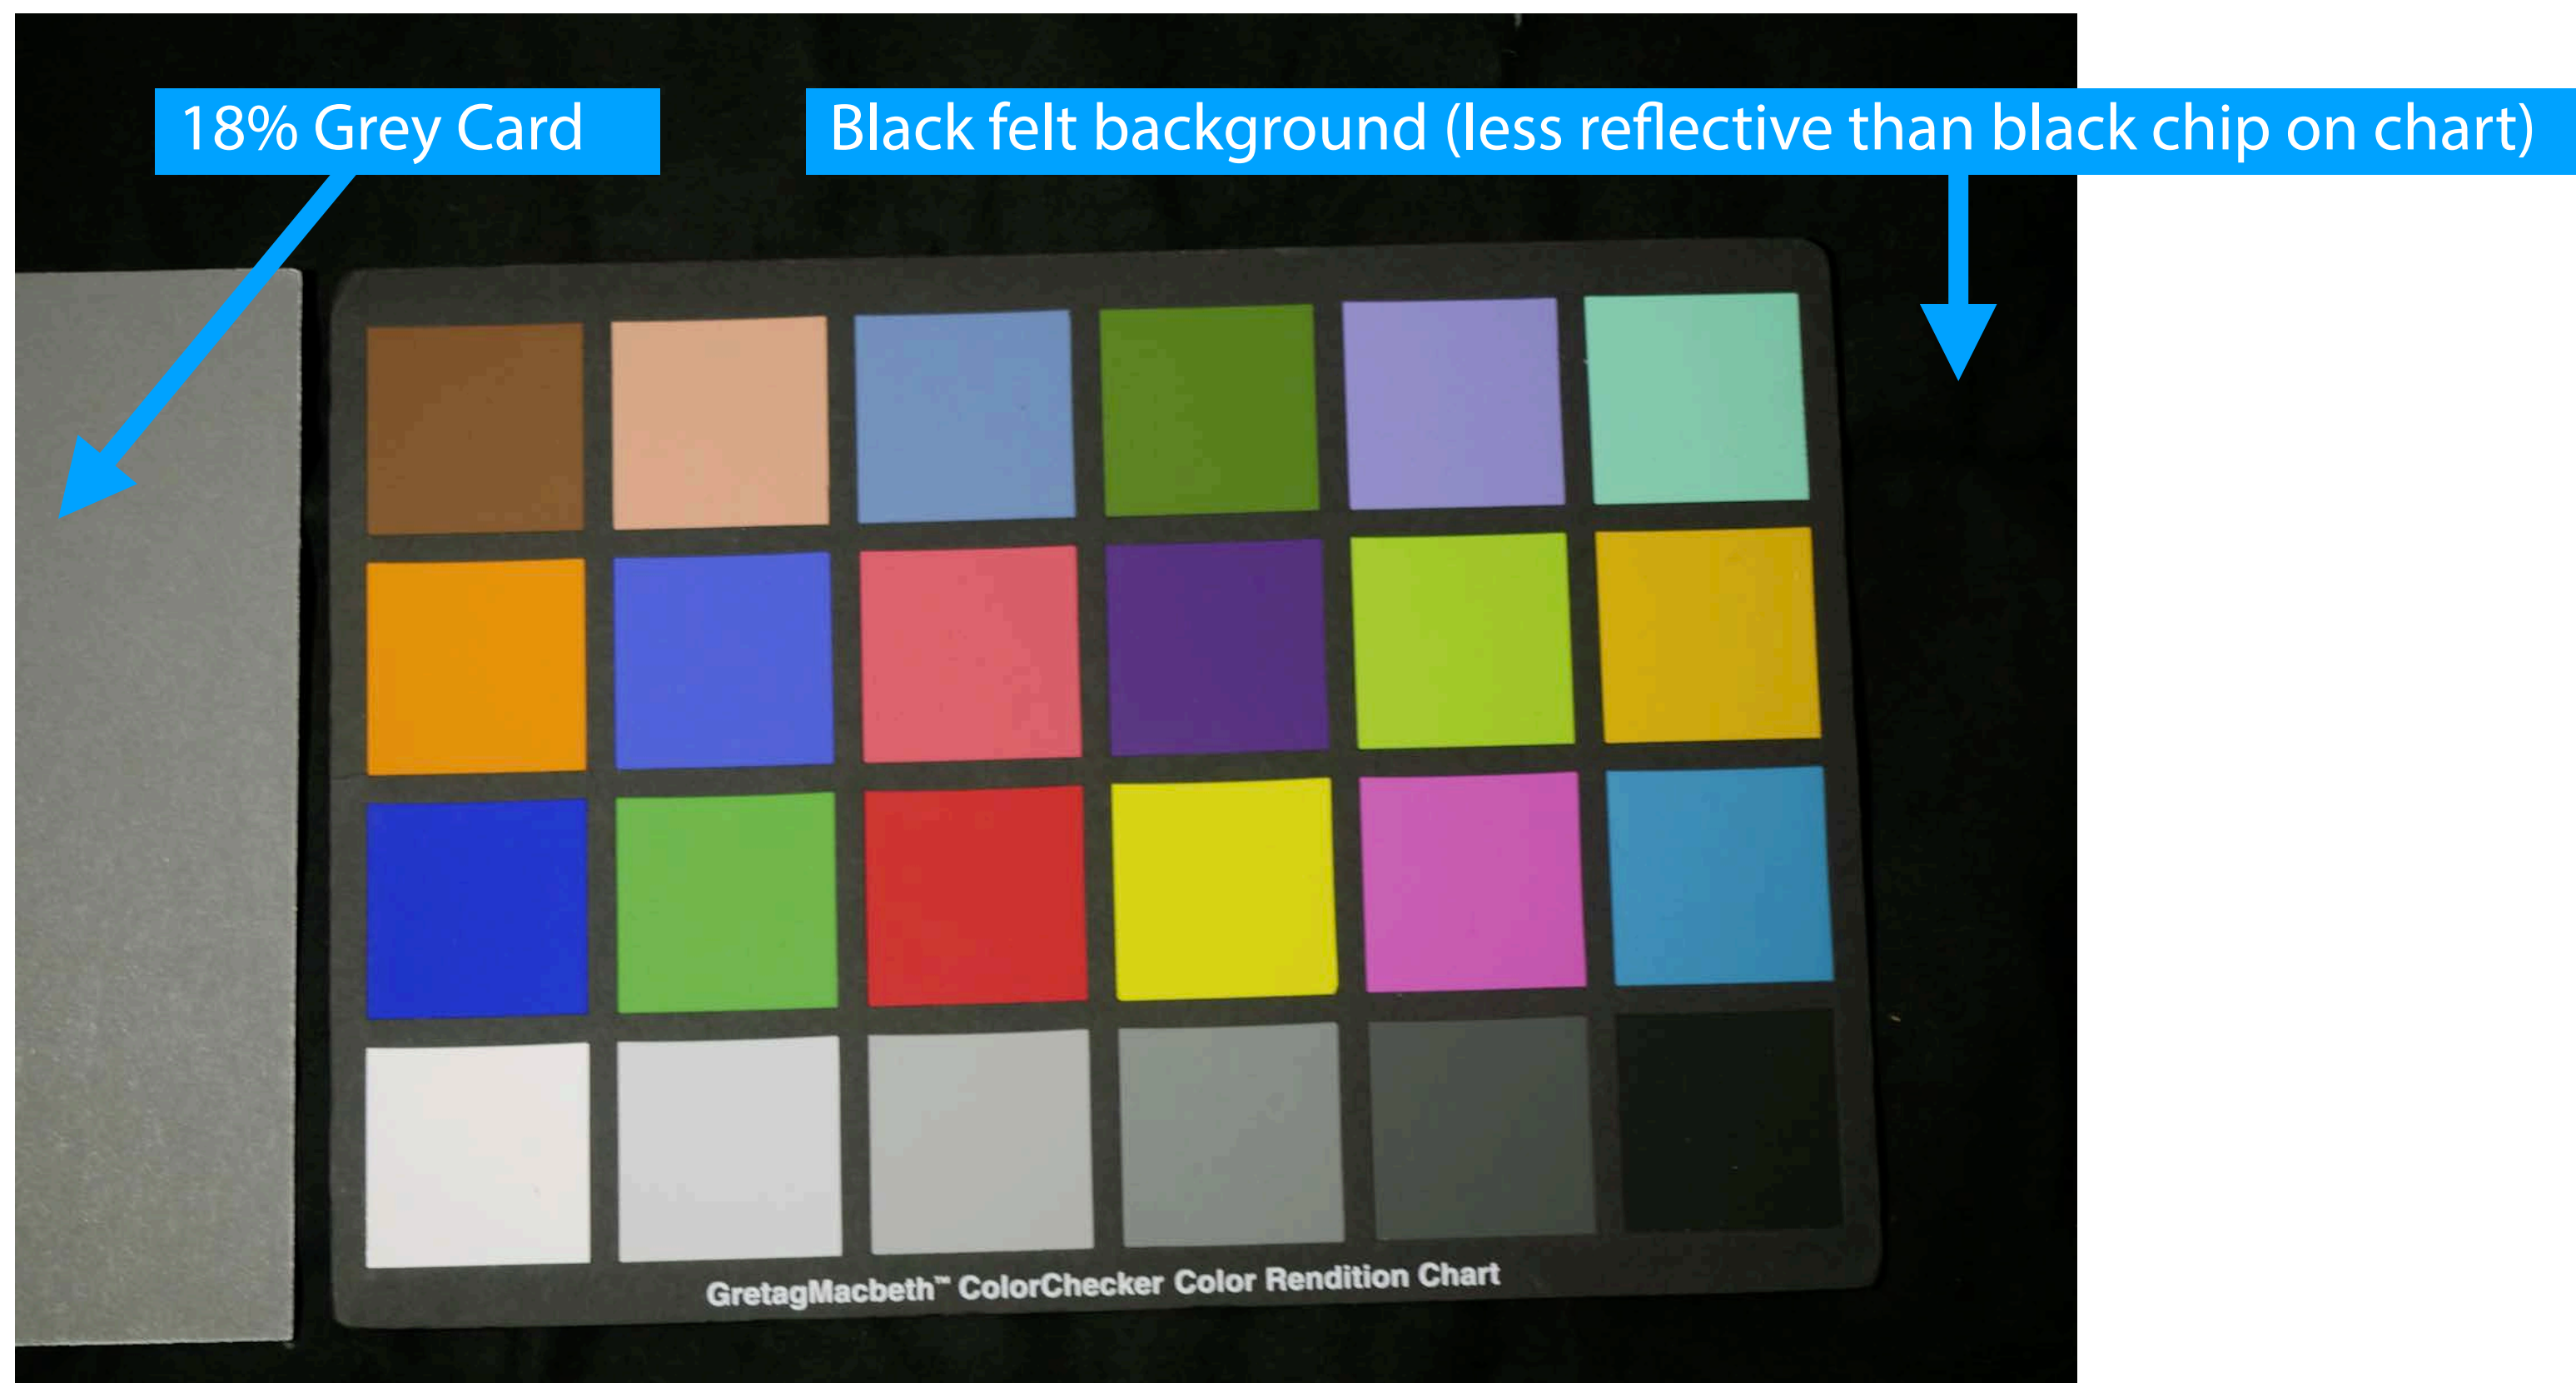 18% Grey Card
Black felt background (less reflective than black chip on chart)
GretagMacbeth™ ColorChecker Color Rendition Chart